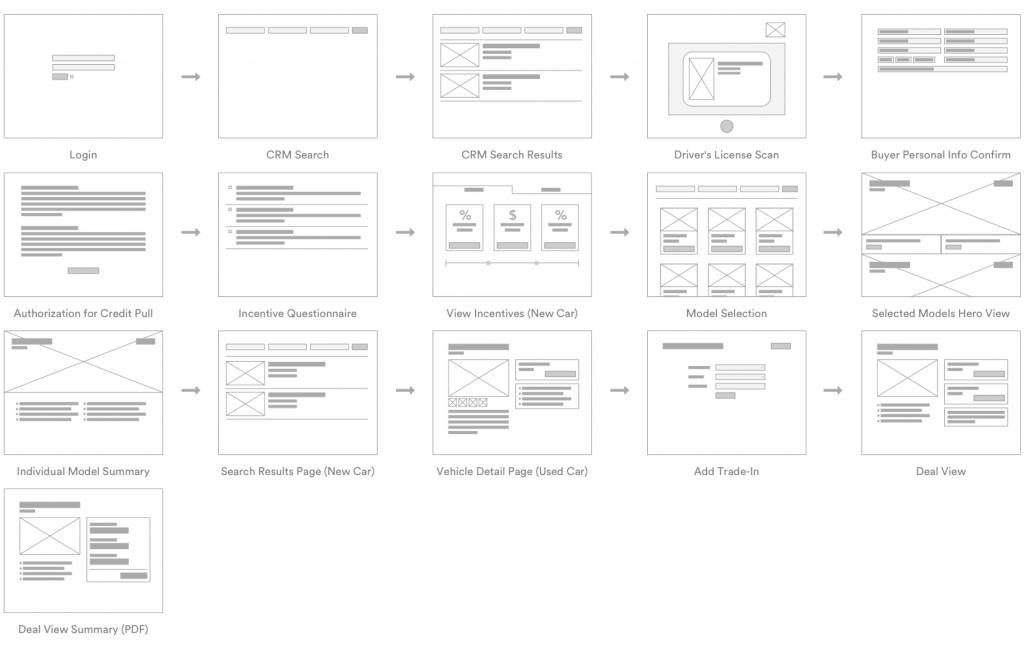 Login
CRM Search
CRM Search Results
Driver's License Scan
Buyer Personal Info Confirm
% $ %
Authorization for Credit Pull
Incentive Questionnaire
View Incentives (New Car)
Model Selection
Selected Models Hero View
Individual Model Summary
Search Results Page (New Car)
Vehicle Detail Page (Used Car)
Add Trade-In
Deal View
Deal View Summary (PDF)